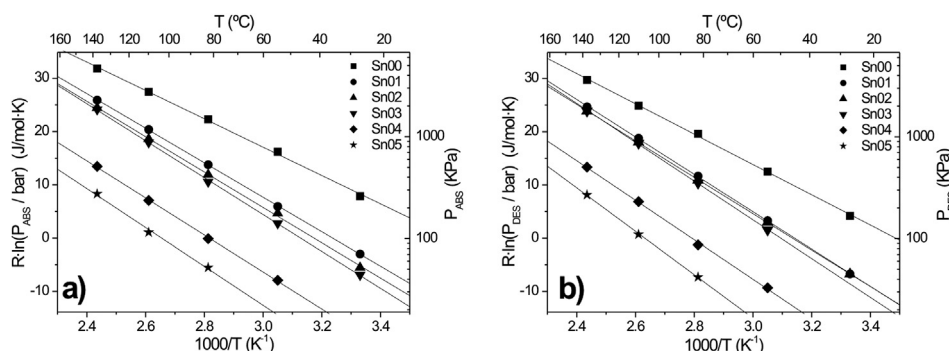 T (ºC)
160 140 120 100 80 60 40 20
Sn00
Sn01
Sn02
Sn03
Sn04
Sn05
30
20
10
0
-10
R·ln(P_ABS / bar) (J/mol·K)
1000
100
P_ABS (KPa)
a)
2.4 2.6 2.8 3.0 3.2 3.4
1000/T (K⁻¹)
T (ºC)
160 140 120 100 80 60 40 20
Sn00
Sn01
Sn02
Sn03
Sn04
Sn05
30
20
10
0
-10
R·ln(P_DES / bar) (J/mol·K)
1000
100
(KPa)
b)
2.4 2.6 2.8 3.0 3.2 3.4
1000/T (K⁻¹)